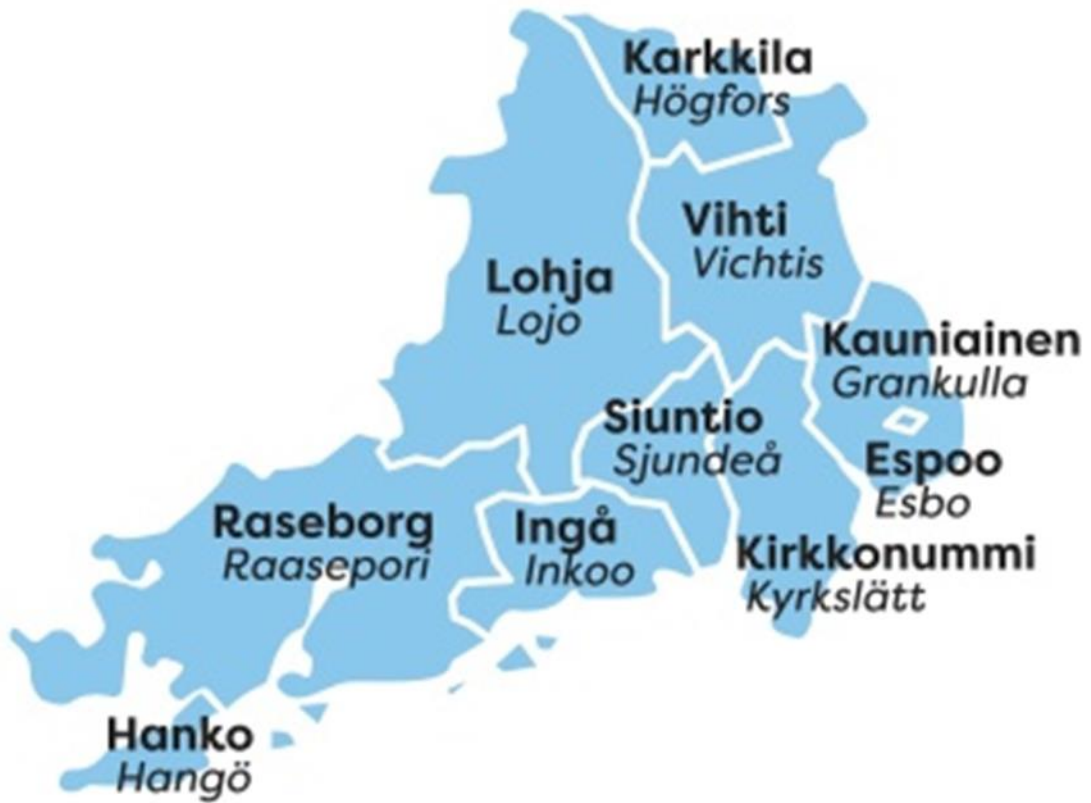 Karkkila
Högfors
Vihti
Vichtis
Lohja
Lojo
Kauniainen
Grankulla
Siuntio
Sjundeå
Espoo
Esbo
Raseborg
Raasepori
Ingå
Inkoo
Kirkkonummi
Kyrkslätt
Hanko
Hangö